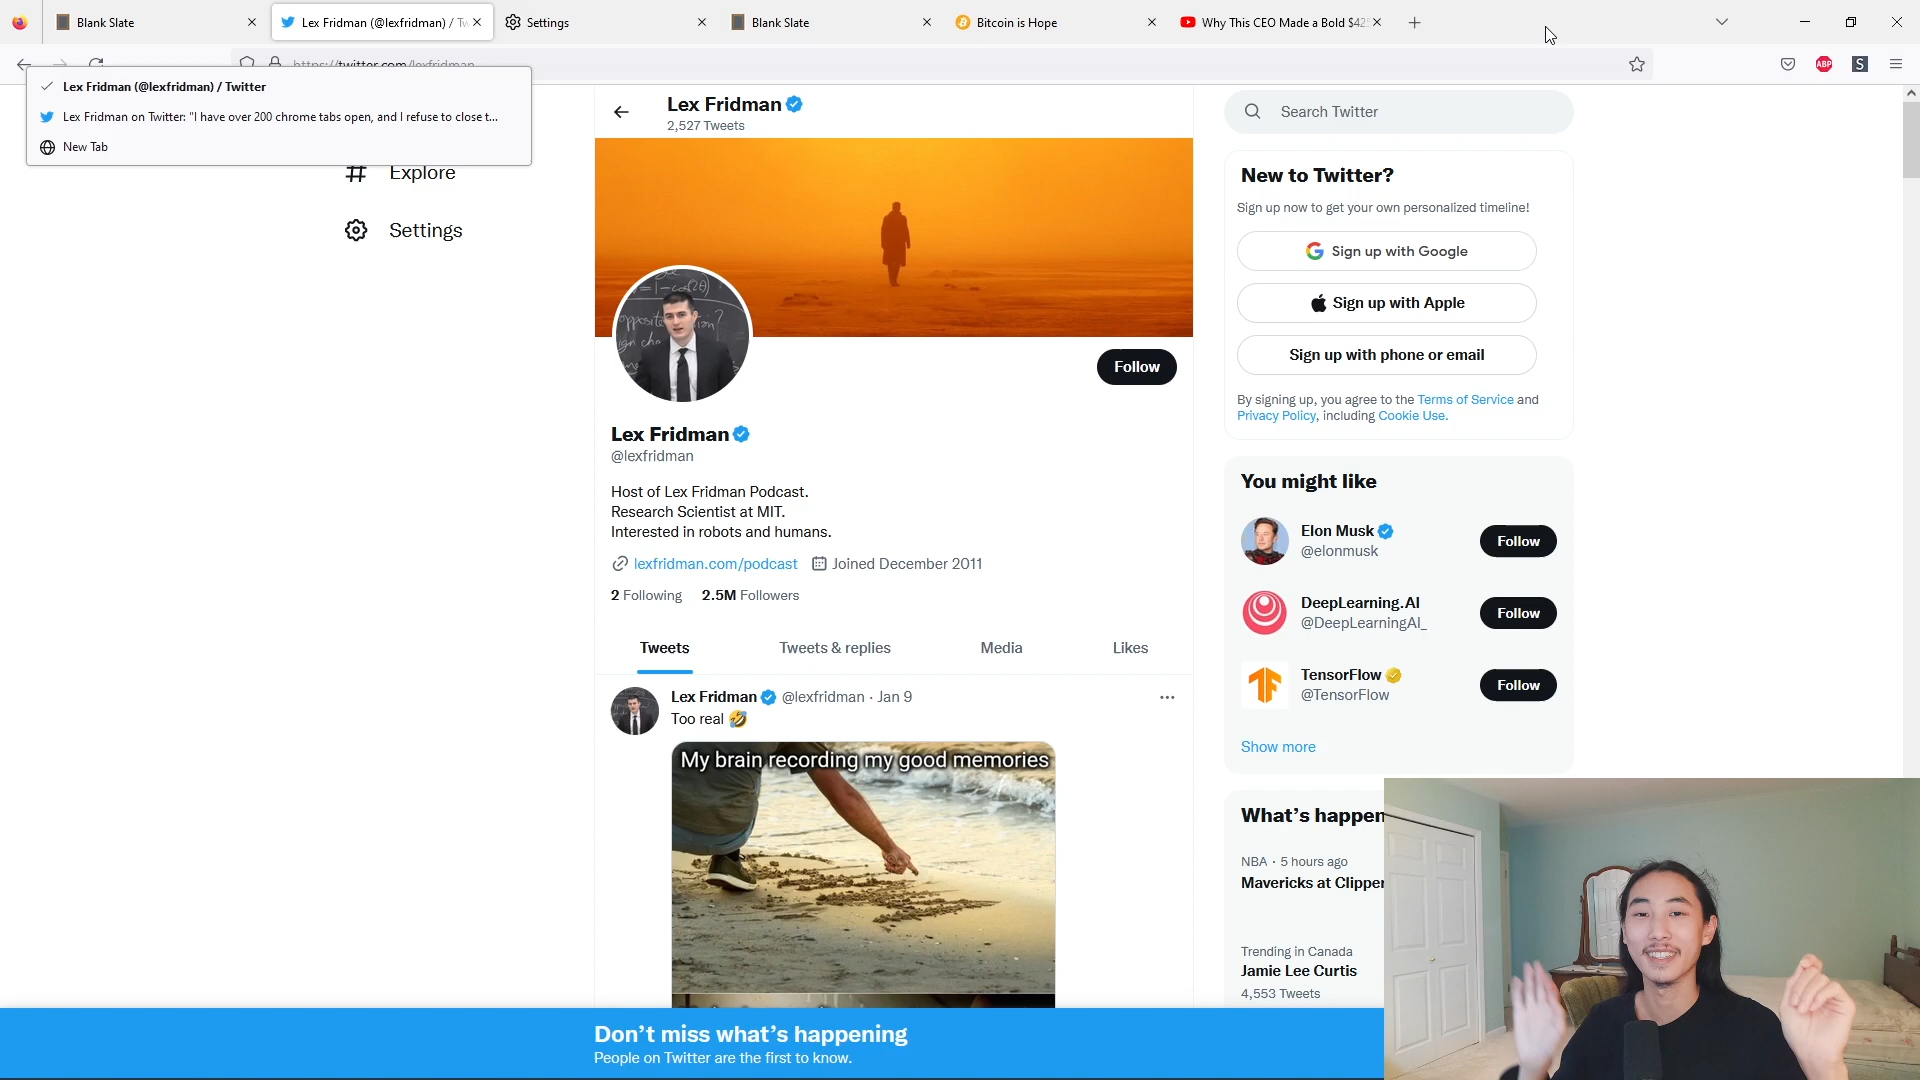 Blank Slate
Lex Fridman (@lexfridman) / Tw
Settings
Blank Slate
Bitcoin is Hope
Why This CEO Made a Bold $425
https://twitter.com/lexfridman
ABP
S
Lex Fridman (@lexfridman) / Twitter
Lex Fridman on Twitter: "I have over 200 chrome tabs open, and I refuse to close t...
New Tab
Explore
Settings
Lex Fridman
2,527 Tweets
Follow
Lex Fridman
@lexfridman
Host of Lex Fridman Podcast.
Research Scientist at MIT.
Interested in robots and humans.
lexfridman.com/podcast Joined December 2011
2 Following 2.5M Followers
Tweets Tweets & replies Media Likes
Lex Fridman @lexfridman · Jan 9
Too real 🤣
My brain recording my good memories
Search Twitter
New to Twitter?
Sign up now to get your own personalized timeline!
Sign up with Google
Sign up with Apple
Sign up with phone or email
By signing up, you agree to the Terms of Service and
Privacy Policy, including Cookie Use.
You might like
Elon Musk
@elonmusk
Follow
DeepLearning.AI
@DeepLearningAI_
Follow
TensorFlow
@TensorFlow
Follow
Show more
What's happen
NBA · 5 hours ago
Mavericks at Clipper
Trending in Canada
Jamie Lee Curtis
4,553 Tweets
Don't miss what's happening
People on Twitter are the first to know.